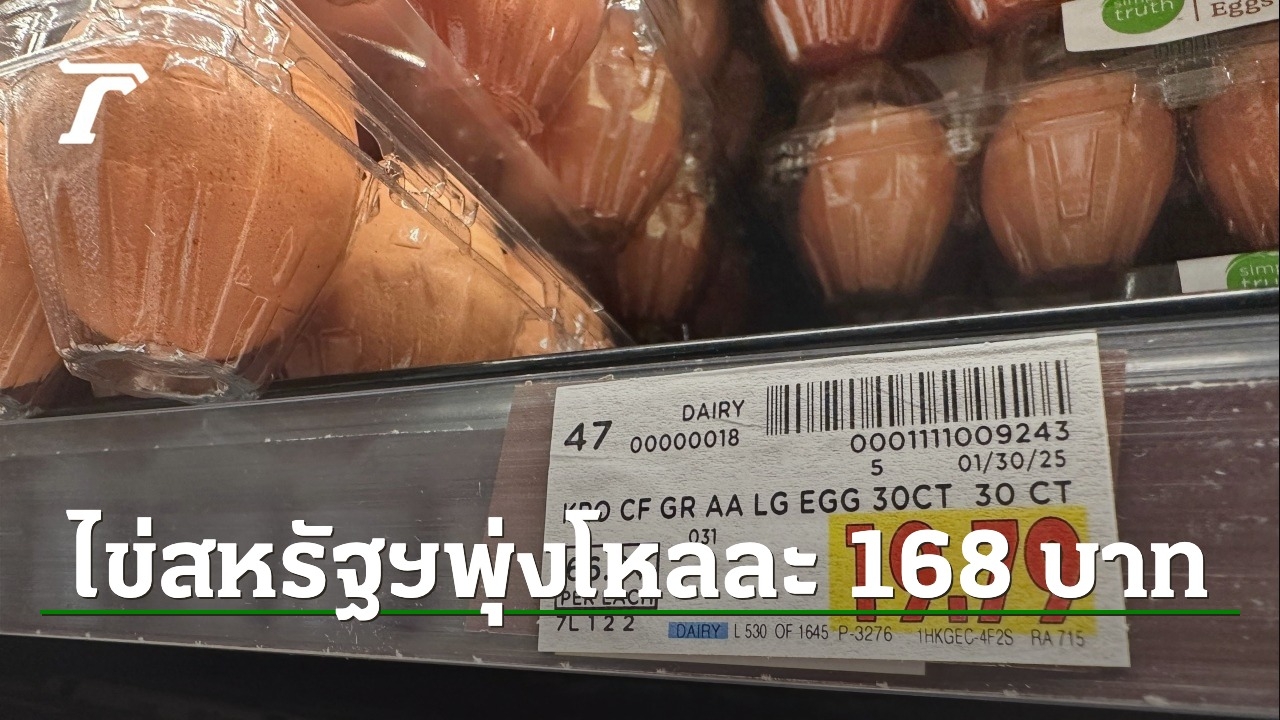 simple truth
Eggs
47
DAIRY
00000018
0001111009243
5 01/30/25
CF GR AA LG EGG 30CT 30 CT
031
19.79
ไข่สหรัฐฯพุ่งโหลละ 168 บาท
PER EACH
7L 1 2 2
DAIRY L 530 OF 1645 P-3276 1HKGEC-4F2S RA 715